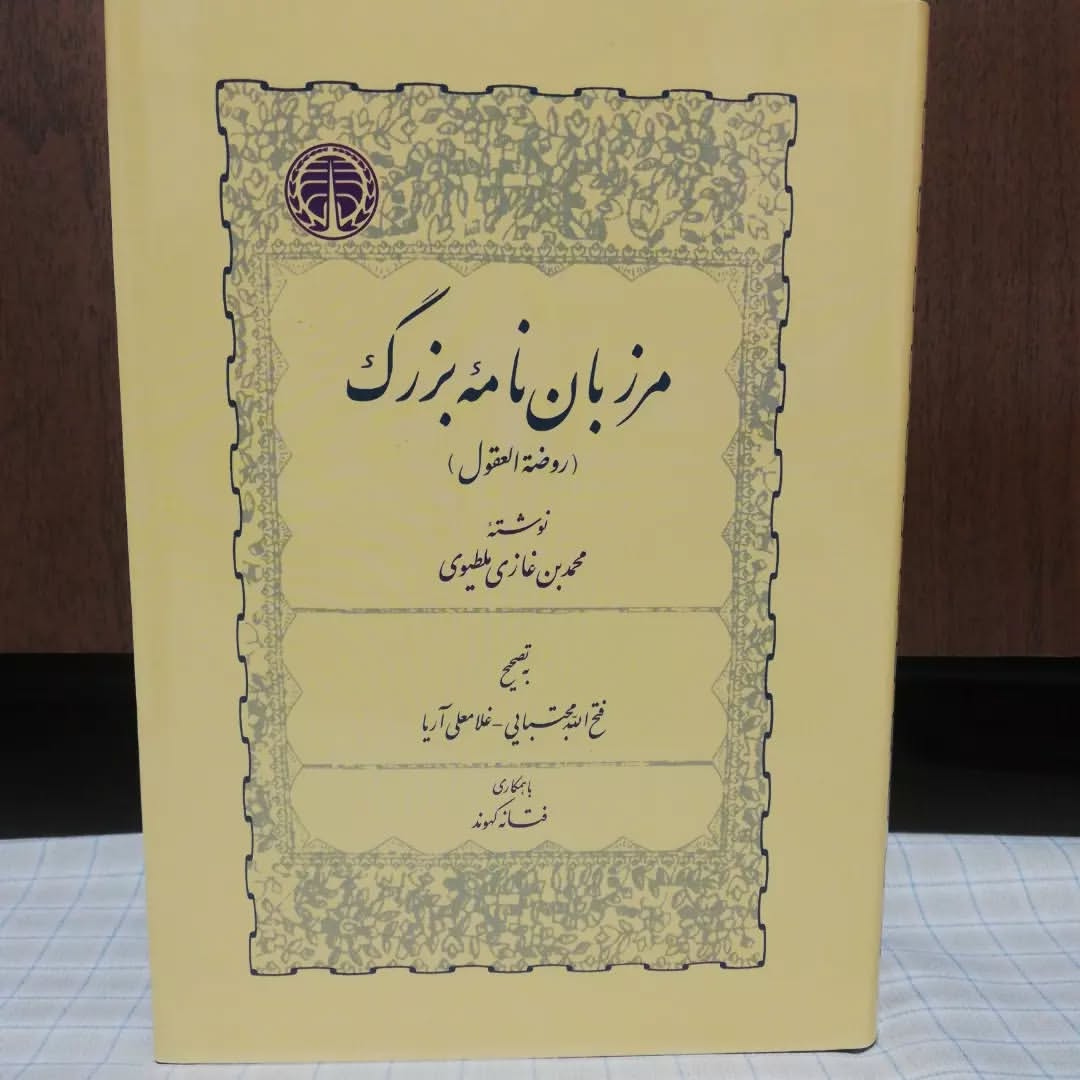 مرزبان نامهٔ بزرگ
(روضة العقول)
نوشتهٔ
محمد بن غازی ملطیوی
به تصحیح
فتح الله مجتبایی - غلامعلی آریا
با همکاری
فتانه کهوند